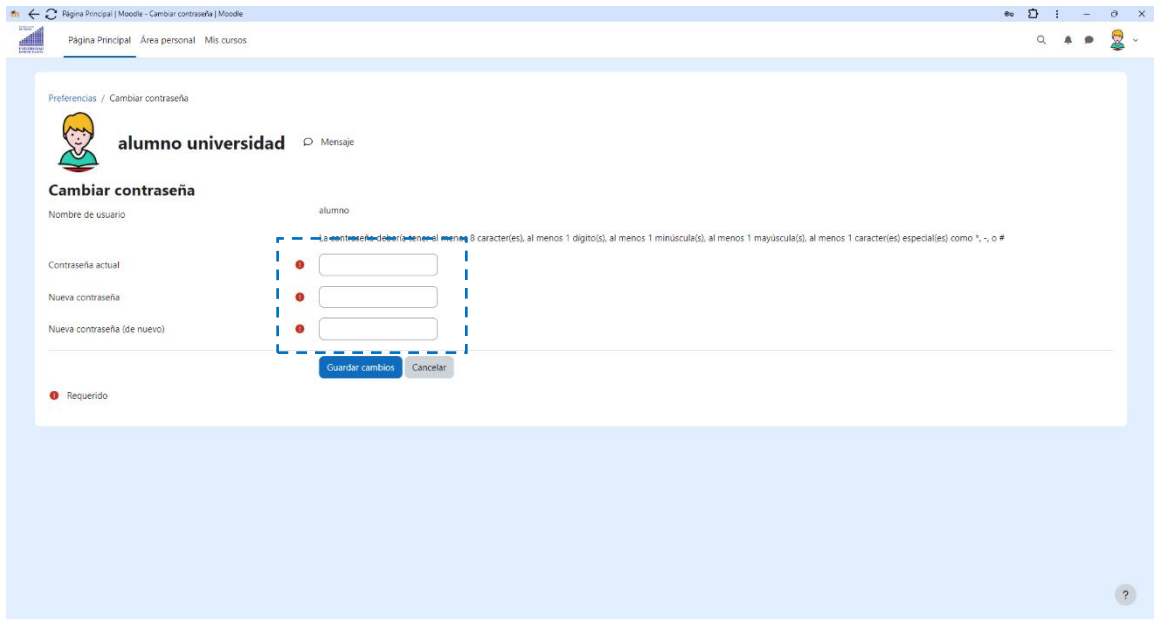 Página Principal | Moodle - Cambiar contraseña | Moodle
Página Principal Área personal Mis cursos
Preferencias / Cambiar contraseña
alumno universidad Mensaje
Cambiar contraseña
Nombre de usuario alumno
La contraseña debería tener al menos 8 caracter(es), al menos 1 dígito(s), al menos 1 minúscula(s), al menos 1 mayúscula(s), al menos 1 caracter(es) especial(es) como *, -, o #
Contraseña actual
Nueva contraseña
Nueva contraseña (de nuevo)
Guardar cambios Cancelar
Requerido
?